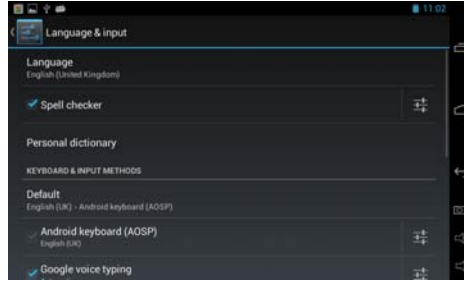 11:02
Language & input
Language
English (United Kingdom)
Spell checker
Personal dictionary
KEYBOARD & INPUT METHODS
Default
English (UK) - Android keyboard (AOSP)
Android keyboard (AOSP)
English (UK)
Google voice typing